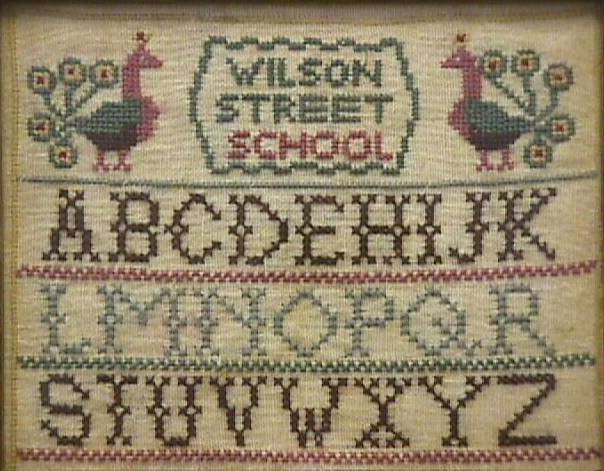 WILSON
STREET
SCHOOL
ABCDEHIJK
LMNOPQR
STUVWXYZ